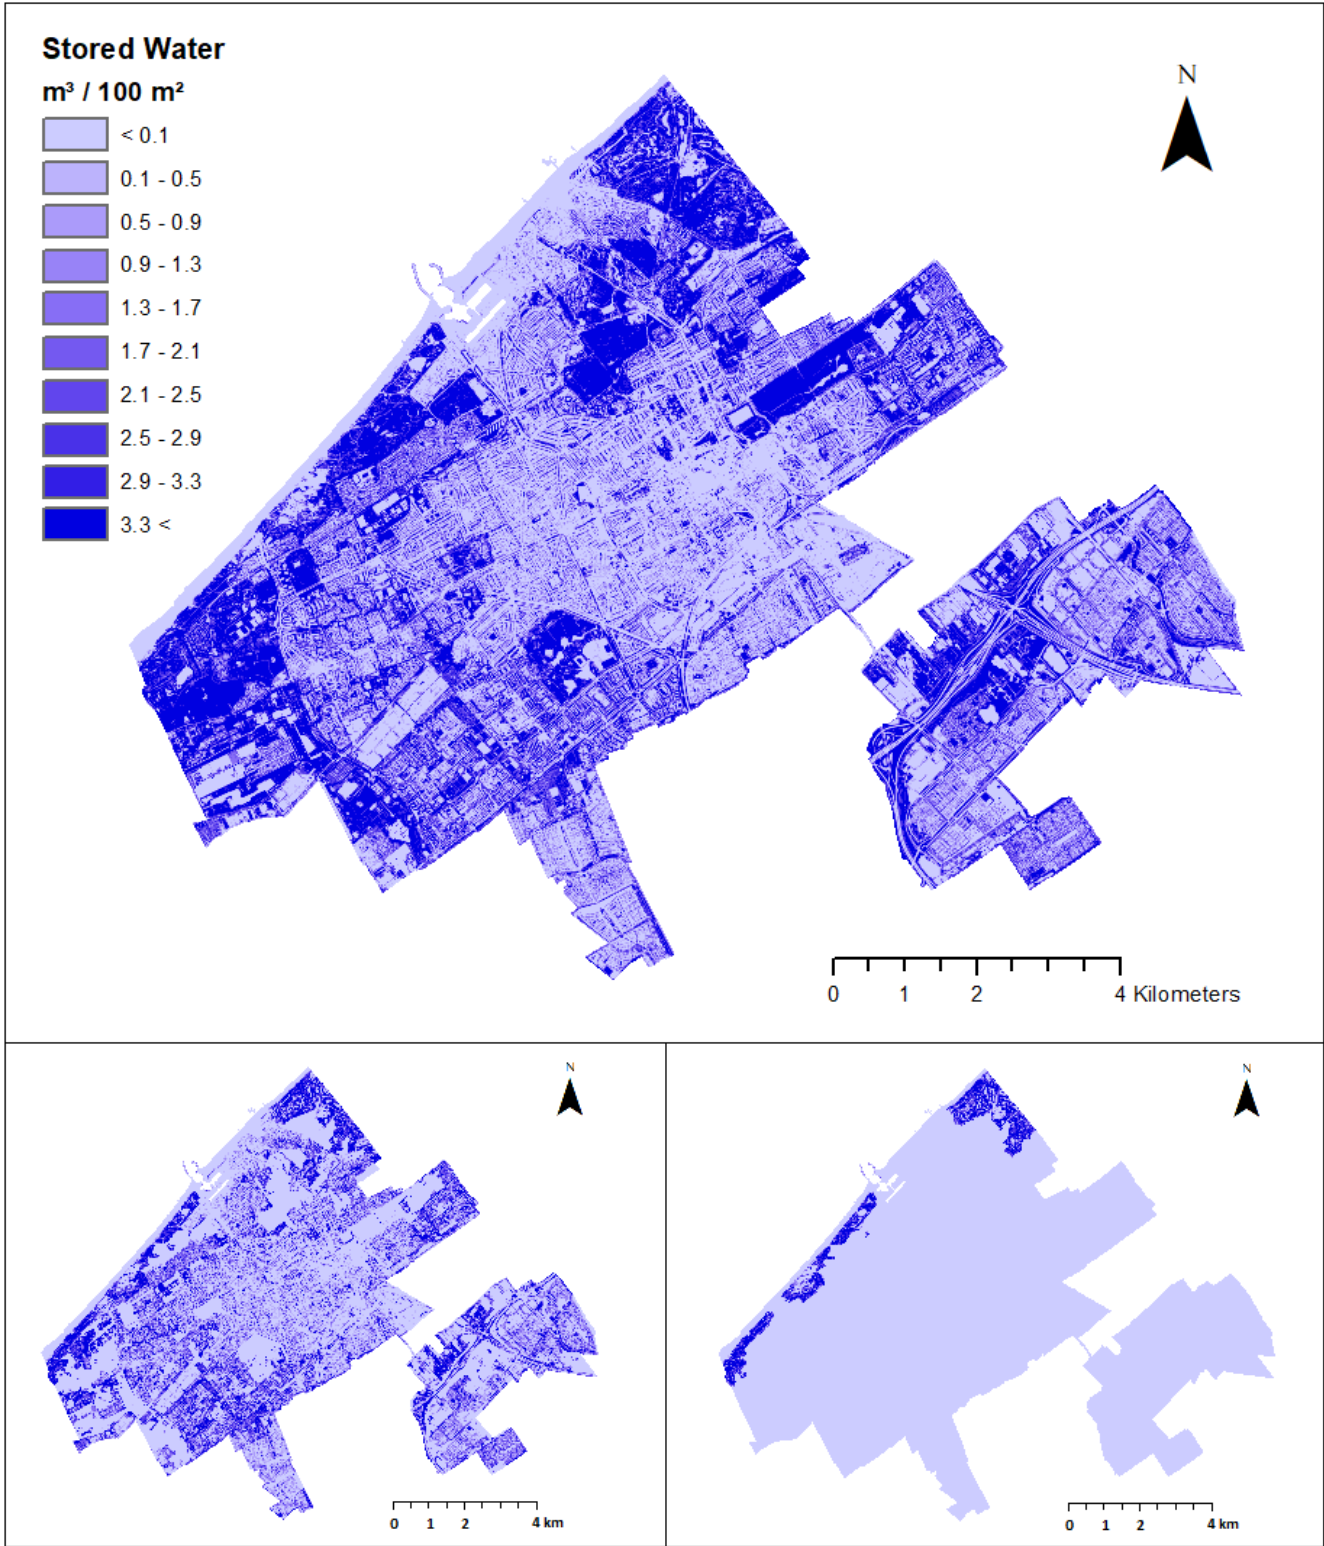 Stored Water
m³ / 100 m²
< 0.1
0.1 - 0.5
0.5 - 0.9
0.9 - 1.3
1.3 - 1.7
1.7 - 2.1
2.1 - 2.5
2.5 - 2.9
2.9 - 3.3
3.3 <
N
0 1 2 4 Kilometers
N
0 1 2 4 km
N
0 1 2 4 km